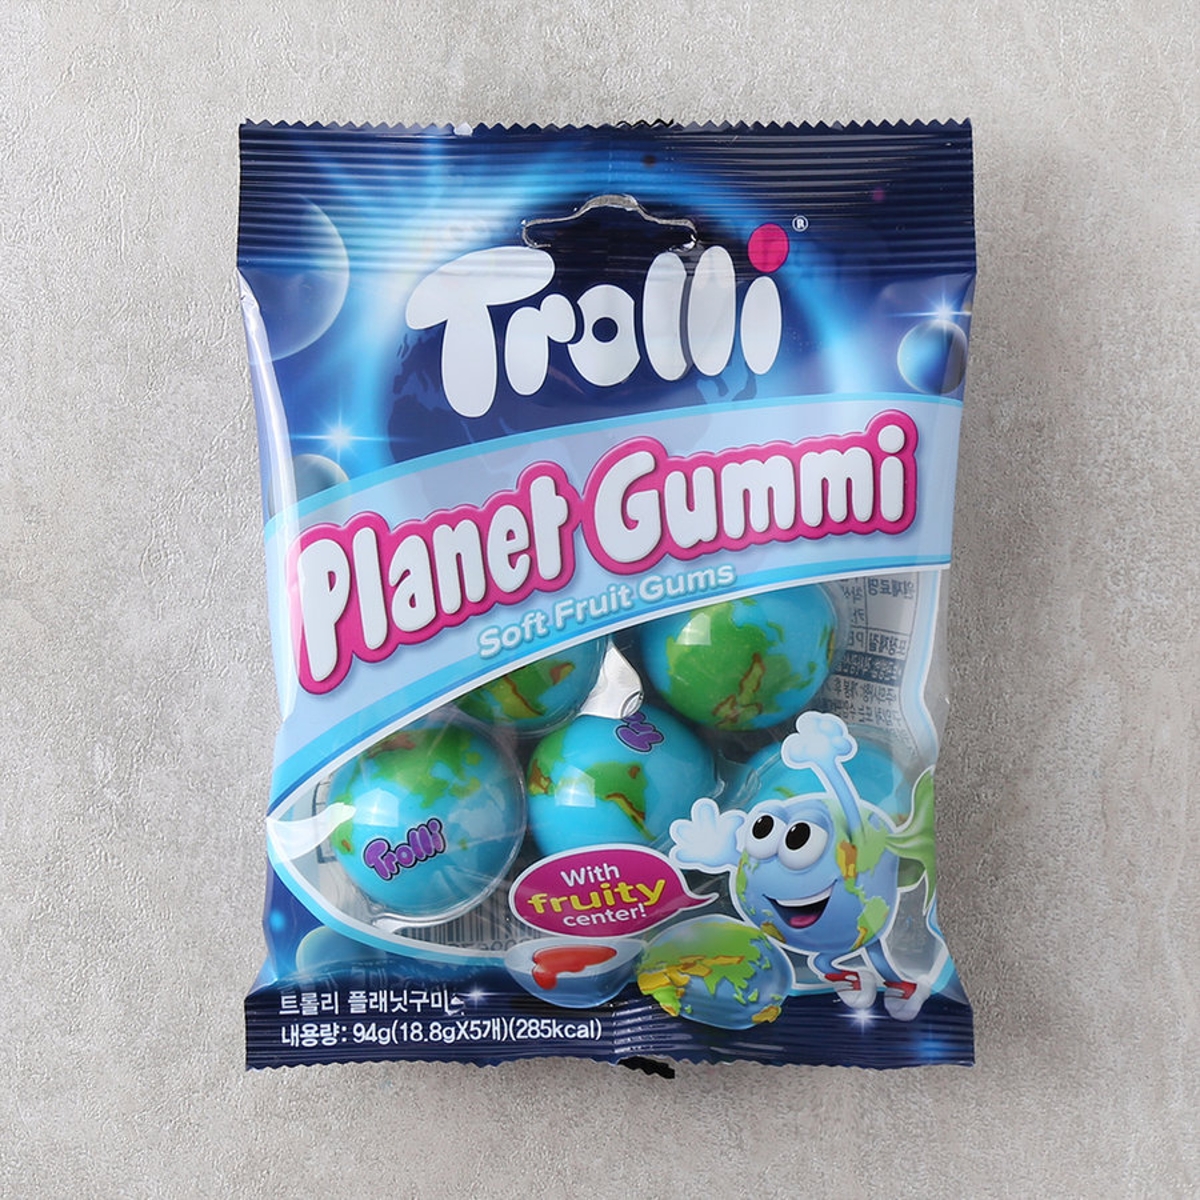 Trolli®
Planet Gummi
Soft Fruit Gums
Trolli
With
fruity
center!
트롤리 플래닛구미
내용량: 94g(18.8gX5개)(285kcal)